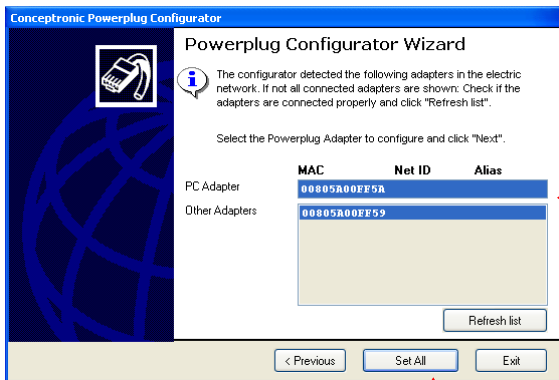 Conceptronic Powerplug Configurator
Powerplug Configurator Wizard
The configurator detected the following adapters in the electric
network. If not all connected adapters are shown: Check if the
adapters are connected properly and click "Refresh list".
Select the Powerplug Adapter to configure and click "Next".
MAC Net ID Alias
PC Adapter 00805A00FF5A
Other Adapters 00805A00FF59
Refresh list
< Previous Set All Exit